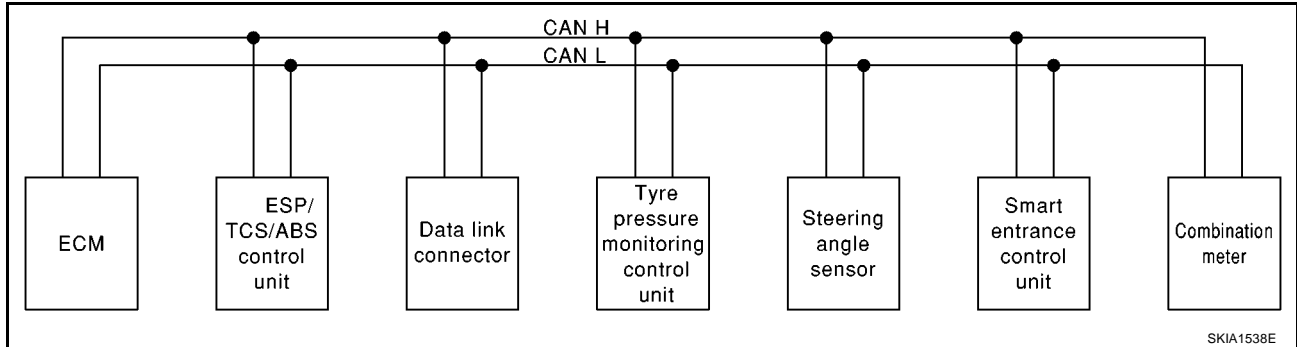 CAN H
CAN L
ECM
ESP/
TCS/ABS
control
unit
Data link
connector
Tyre
pressure
monitoring
control
unit
Steering
angle
sensor
Smart
entrance
control
unit
Combination
meter
SKIA1538E